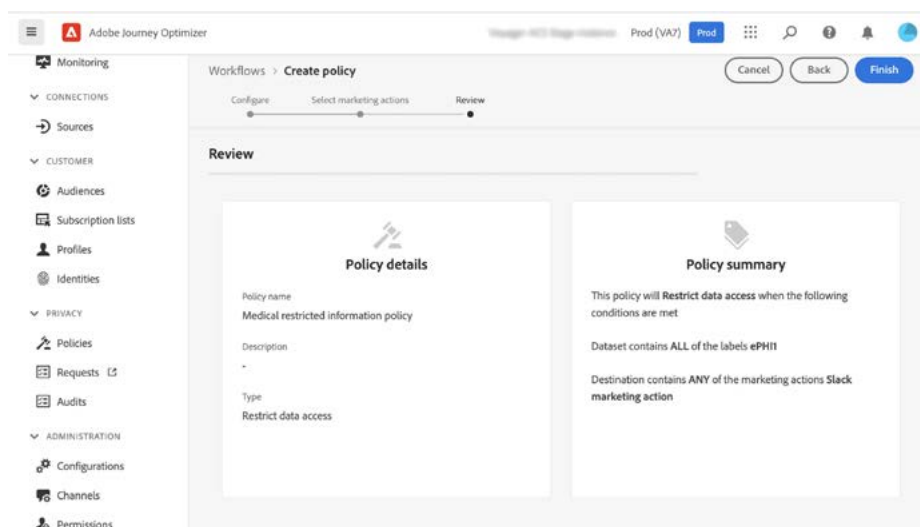 Adobe Journey Optimizer
Prod (VA7)
Prod
Monitoring
CONNECTIONS
Sources
CUSTOMER
Audiences
Subscription lists
Profiles
Identities
PRIVACY
Policies
Requests
Audits
ADMINISTRATION
Configurations
Channels
Permissions
Workflows > Create policy
Cancel
Back
Finish
Configure
Select marketing actions
Review
Review
Policy details
Policy name
Medical restricted information policy
Description
-
Type
Restrict data access
Policy summary
This policy will Restrict data access when the following
conditions are met
Dataset contains ALL of the labels ePHI1
Destination contains ANY of the marketing actions Slack
marketing action